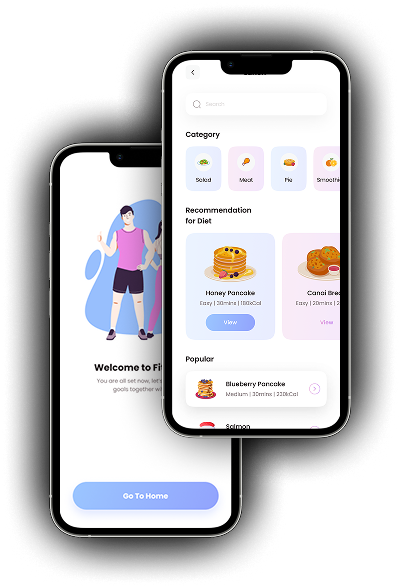 Search
Category
Salad
Meat
Pie
Smoothie
Recommendation
for Diet
Honey Pancake
Easy | 30mins | 180kCal
View
Canai Brea
Easy | 20mins | 2
View
Popular
Blueberry Pancake
Medium | 30mins | 230kCal
Salmon
Welcome to Fit
You are all set now, let's
goals together wi
Go To Home